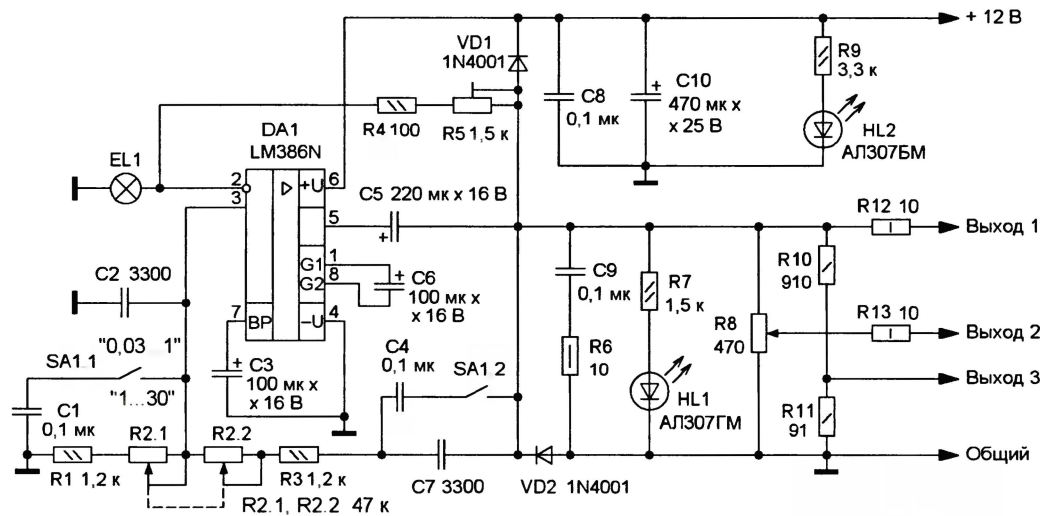 + 12 В
VD1
1N4001
R9
3,3 к
C8
0,1 мк
C10
470 мк х
х 25 В
HL2
АЛ307БМ
R4 100
R5 1,5 к
DA1
LM386N
EL1
2
3
+U
6
5
G1
1
G2
8
7
BP
–U
4
C5 220 мк х 16 В
+
+
C6
100 мк х
х 16 В
C2 3300
"0,03 1"
SA1 1
"1...30"
+
C3
100 мк х
х 16 В
C4
0,1 мк
SA1 2
C1
0,1 мк
R1 1,2 к
R2.1
R2.2
R3 1,2 к
R2.1, R2.2 47 к
C7 3300
VD2 1N4001
C9
0,1 мк
R6
10
R7
1,5 к
HL1
АЛ307ГМ
R8
470
R10
910
R11
91
R12 10
Выход 1
R13 10
Выход 2
Выход 3
Общий
+